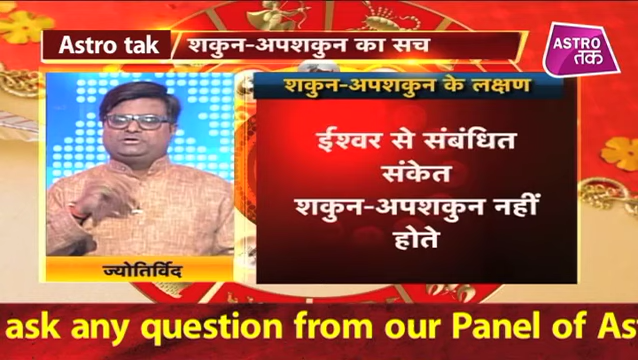 Astro tak
शकुन-अपशकुन का सच
ASTRO
तक
शकुन-अपशकुन के लक्षण
ईश्वर से संबंधित
संकेत
शकुन-अपशकुन नहीं
होते
ज्योतिर्विद
ask any question from our Panel of As